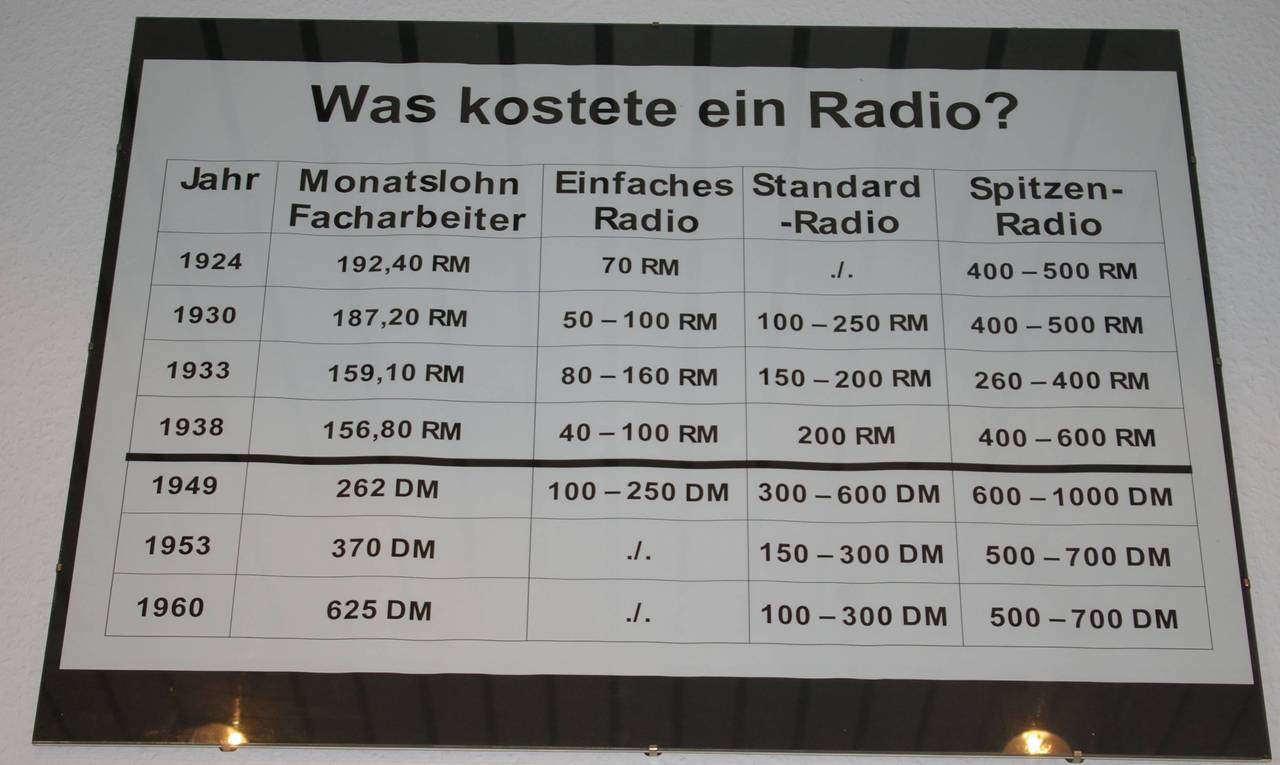 Was kostete ein Radio?
Jahr Monatslohn Einfaches Standard Spitzen-
Facharbeiter Radio -Radio Radio
1924 192,40 RM 70 RM ./. 400 – 500 RM
1930 187,20 RM 50 – 100 RM 100 – 250 RM 400 – 500 RM
1933 159,10 RM 80 – 160 RM 150 – 200 RM 260 – 400 RM
1938 156,80 RM 40 – 100 RM 200 RM 400 – 600 RM
1949 262 DM 100 – 250 DM 300 – 600 DM 600 – 1000 DM
1953 370 DM ./. 150 – 300 DM 500 – 700 DM
1960 625 DM ./. 100 – 300 DM 500 – 700 DM